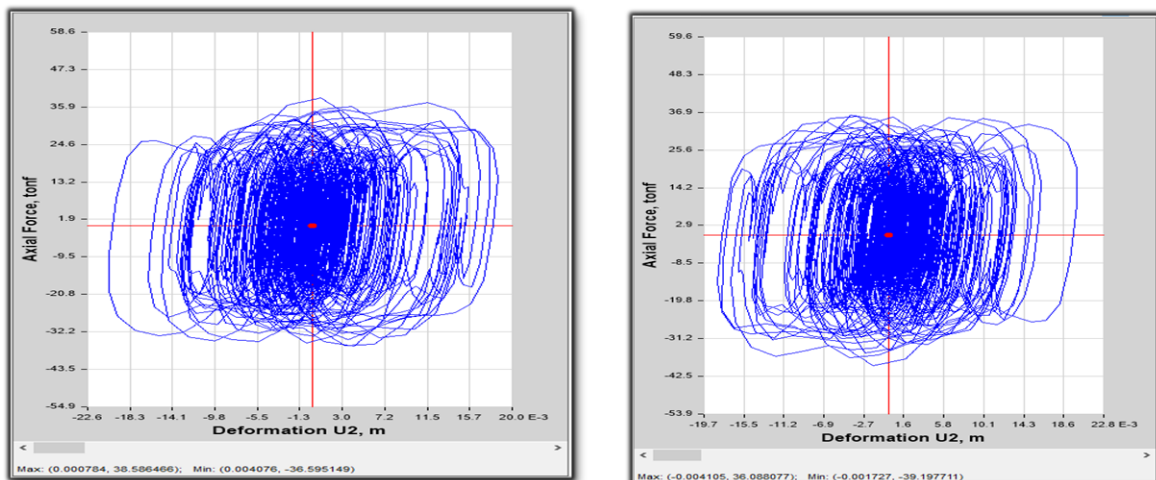 58.6
47.3
35.9
24.6
13.2
1.9
-9.5
-20.8
-32.2
-43.5
-54.9
Axial Force, tonf
-22.6 -18.3 -14.1 -9.8 -5.5 -1.3 3.0 7.2 11.5 15.7 20.0 E-3
Deformation U2, m
Max: (0.000784, 38.586466); Min: (0.004076, -36.595149)
59.6
48.3
36.9
25.6
14.2
2.9
-8.5
-19.8
-31.2
-42.5
-53.9
Axial Force, tonf
-19.7 -15.5 -11.2 -6.9 -2.7 1.6 5.8 10.1 14.3 18.6 22.8 E-3
Deformation U2, m
Max: (-0.004105, 36.088077); Min: (-0.001727, -39.197711)